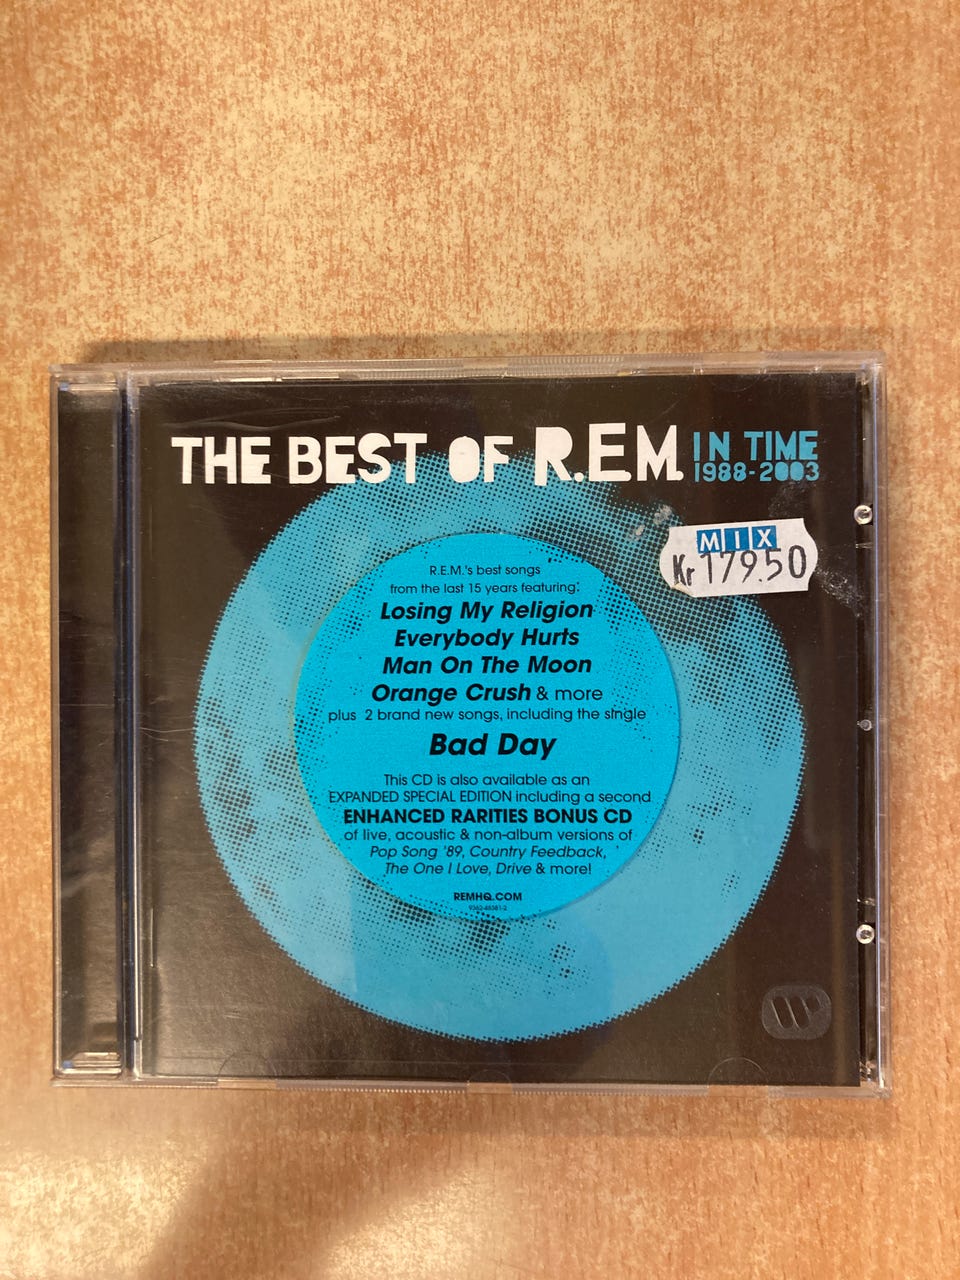 THE BEST OF R.E.M. IN TIME
1988-2003
MIX
Kr 179.50
R.E.M.'s best songs
from the last 15 years featuring:
Losing My Religion
Everybody Hurts
Man On The Moon
Orange Crush & more
plus 2 brand new songs, including the single
Bad Day
This CD is also available as an
EXPANDED SPECIAL EDITION including a second
ENHANCED RARITIES BONUS CD
of live, acoustic & non-album versions of
Pop Song '89, Country Feedback,
The One I Love, Drive & more!
REMHQ.COM
9362-48381-2